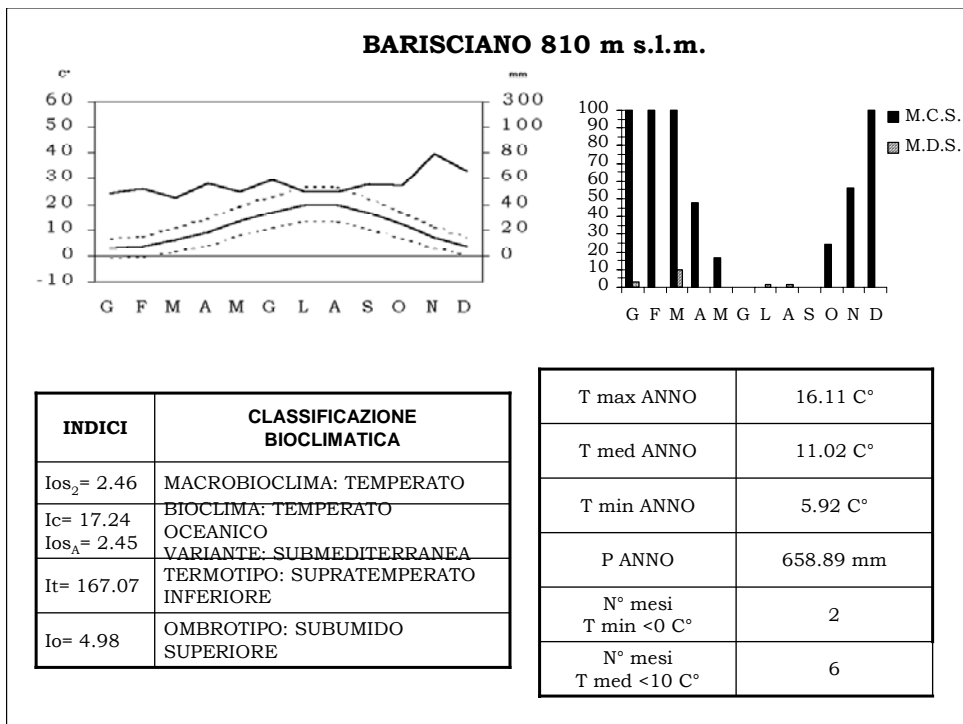 BARISCIANO 810 m s.l.m.
C°
mm
60
50
40
30
20
10
0
-10
300
100
80
60
40
20
0
G F M A M G L A S O N D
100
90
80
70
60
50
40
30
20
10
0
G F M A M G L A S O N D
M.C.S.
M.D.S.
INDICI
CLASSIFICAZIONE
BIOCLIMATICA
Ios2= 2.46
MACROBIOCLIMA: TEMPERATO
Ic= 17.24
IosA= 2.45
BIOCLIMA: TEMPERATO
OCEANICO
VARIANTE: SUBMEDITERRANEA
It= 167.07
TERMOTIPO: SUPRATEMPERATO
INFERIORE
Io= 4.98
OMBROTIPO: SUBUMIDO
SUPERIORE
T max ANNO
16.11 C°
T med ANNO
11.02 C°
T min ANNO
5.92 C°
P ANNO
658.89 mm
N° mesi
T min <0 C°
2
N° mesi
T med <10 C°
6